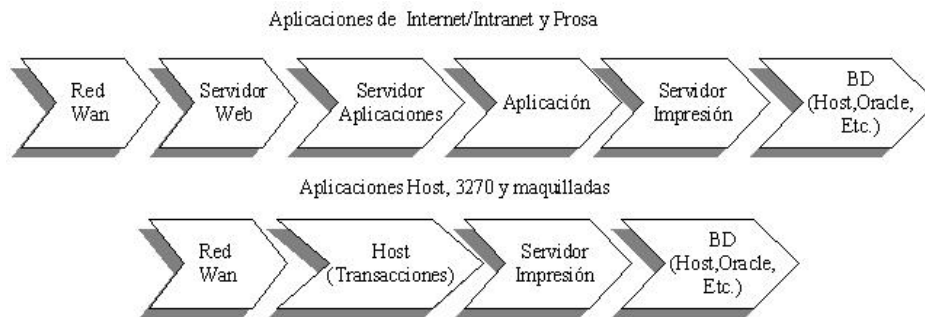 Aplicaciones de Internet/Intranet y Prosa
Red
Wan
Servidor
Web
Servidor
Aplicaciones
Aplicación
Servidor
Impresión
BD
(Host,Oracle,
Etc.)
Aplicaciones Host, 3270 y maquilladas
Red
Wan
Host
(Transacciones)
Servidor
Impresión
BD
(Host,Oracle,
Etc.)